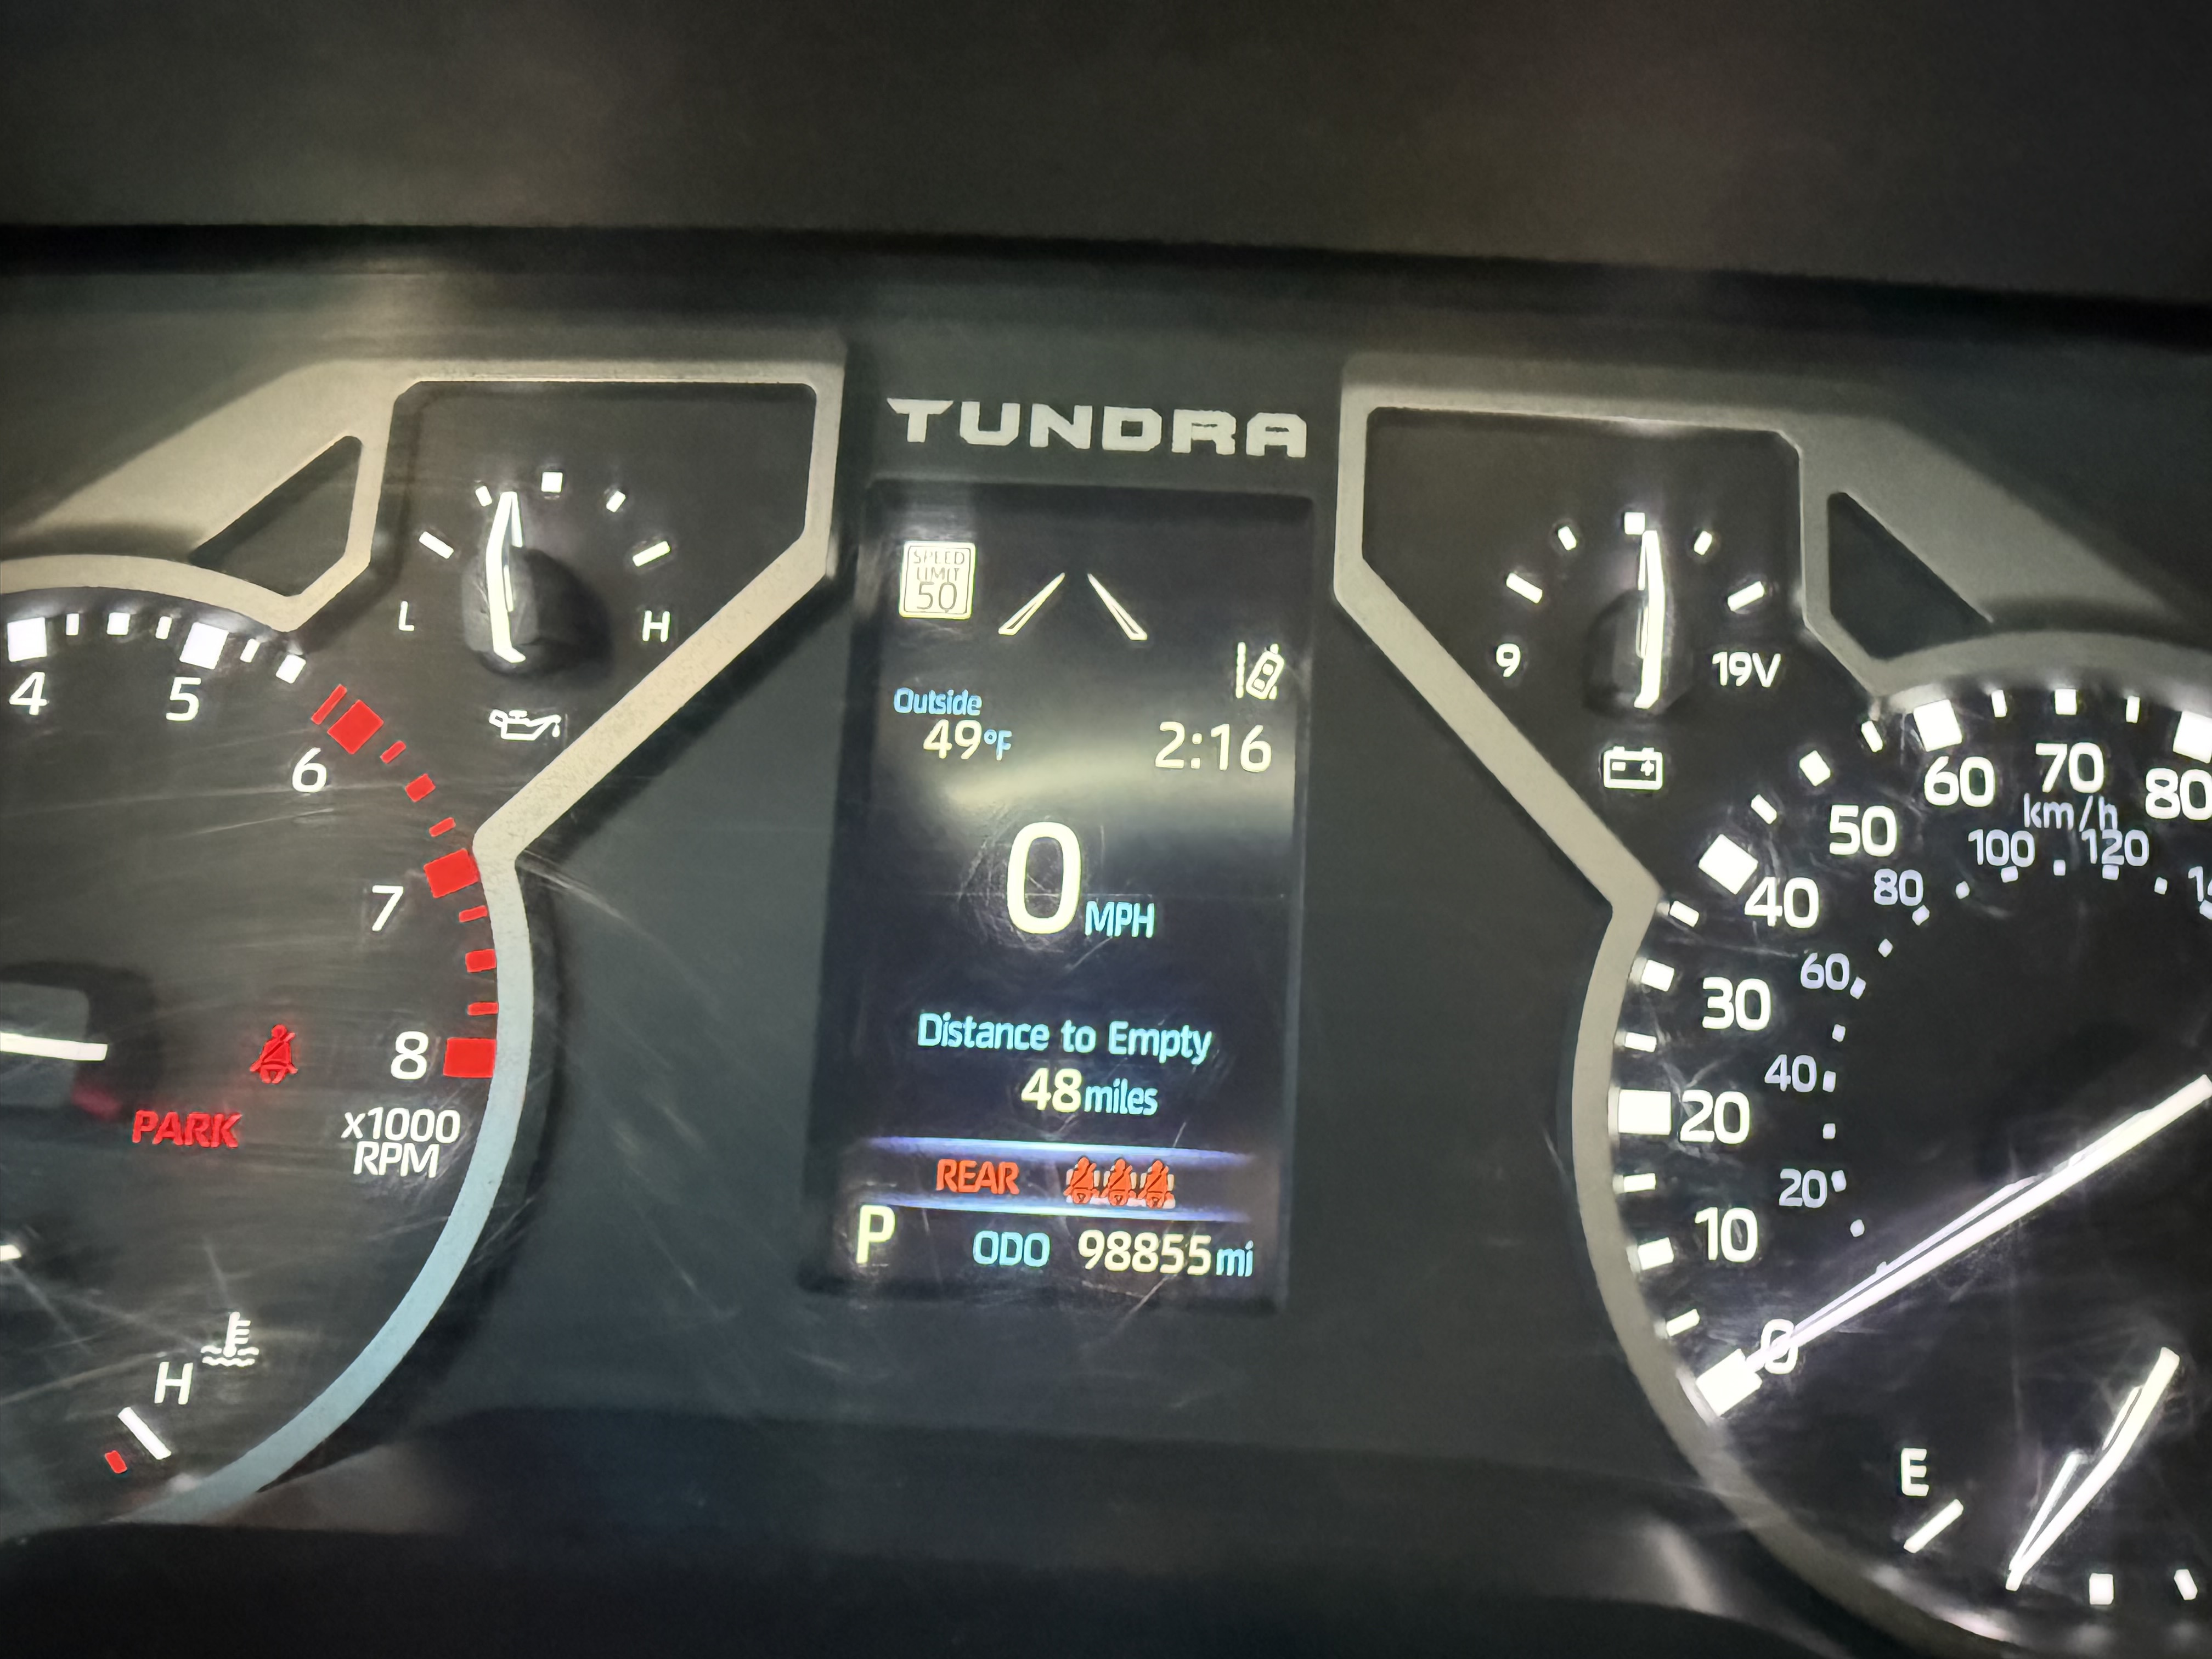 TUNDRA
SPEED
LIMIT
50
Outside
49°F 2:16
0 MPH
Distance to Empty
48 miles
REAR
P ODO 98855 mi
L H
4 5 6 7 8
x1000
RPM
PARK
H
9 19V
0 10 20 30 40 50 60 70 80
km/h
20 40 60 80 100 120
E